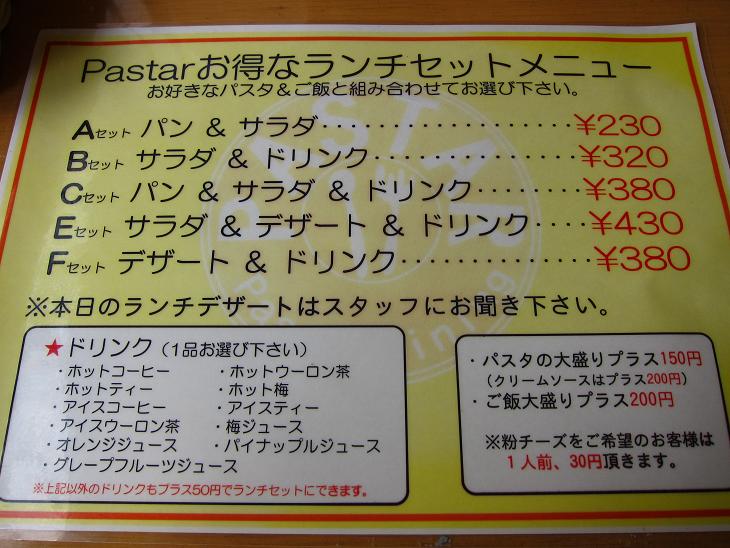 Pastarお得なランチセットメニュー
お好きなパスタ＆ご飯と組み合わせてお選び下さい。
Aセット パン & サラダ････････････････････¥230
Bセット サラダ & ドリンク･･････････････¥320
Cセット パン & サラダ & ドリンク････････¥380
Eセット サラダ & デザート & ドリンク････¥430
Fセット デザート & ドリンク･････････････¥380
※本日のランチデザートはスタッフにお聞き下さい。
★ドリンク（1品お選び下さい）
・ホットコーヒー ・ホットウーロン茶
・ホットティー ・ホット梅
・アイスコーヒー ・アイスティー
・アイスウーロン茶 ・梅ジュース
・オレンジジュース ・パイナップルジュース
・グレープフルーツジュース
※上記以外のドリンクもプラス50円でランチセットにできます。
・パスタの大盛りプラス150円
（クリームソースはプラス200円）
・ご飯大盛りプラス200円
※粉チーズをご希望のお客様は
1人前、30円頂きます。
PASTAR